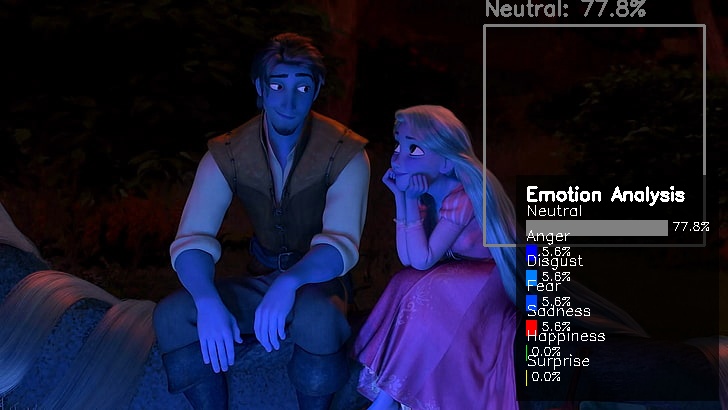 Neutral: 77.8%
Emotion Analysis
Neutral
77.8%
Anger
5.6%
Disgust
5.6%
Fear
5.6%
Sadness
5.6%
Happiness
0.0%
Surprise
0.0%